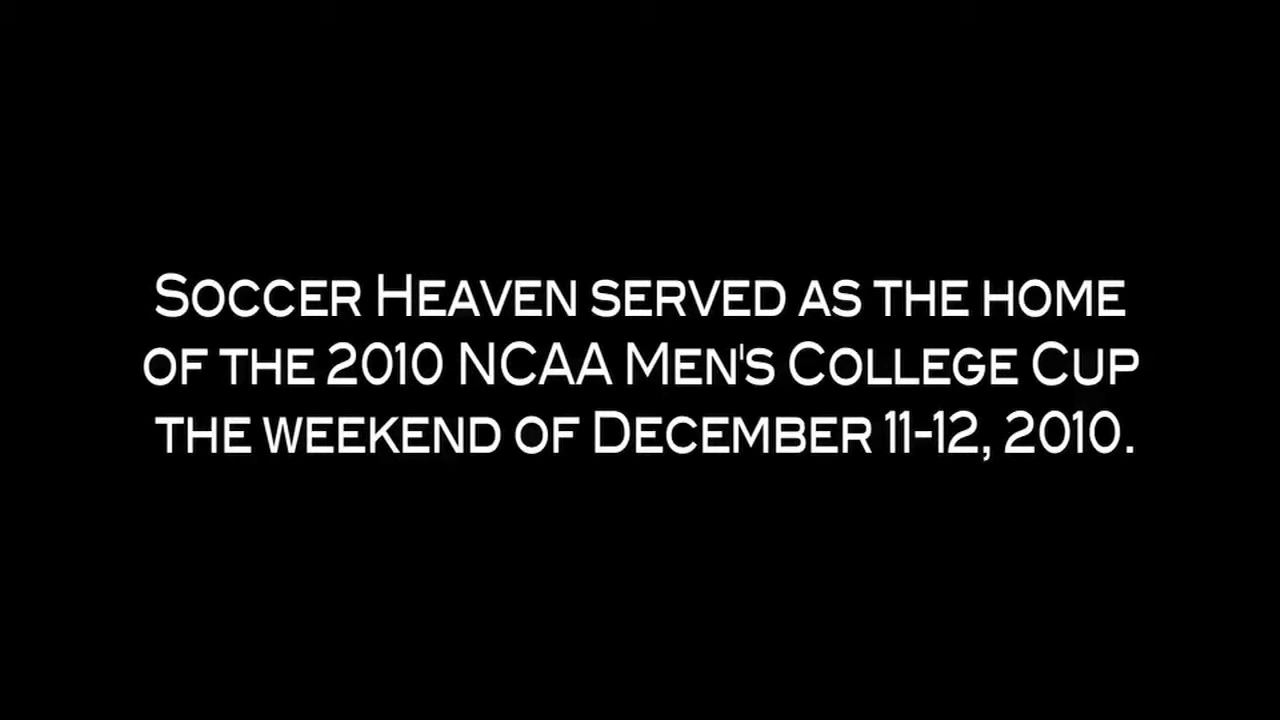 Soccer Heaven served as the home
of the 2010 NCAA Men's College Cup
the weekend of December 11-12, 2010.